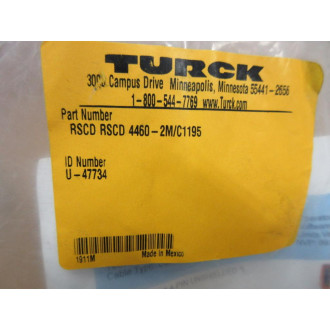 TURCK
3000 Campus Drive Minneapolis, Minnesota 55441-2656
1-800-544-7769 www.Turck.com
Part Number
RSCD RSCD 4460-2M/C1195
ID Number
U-47734
1911M
Made in Mexico